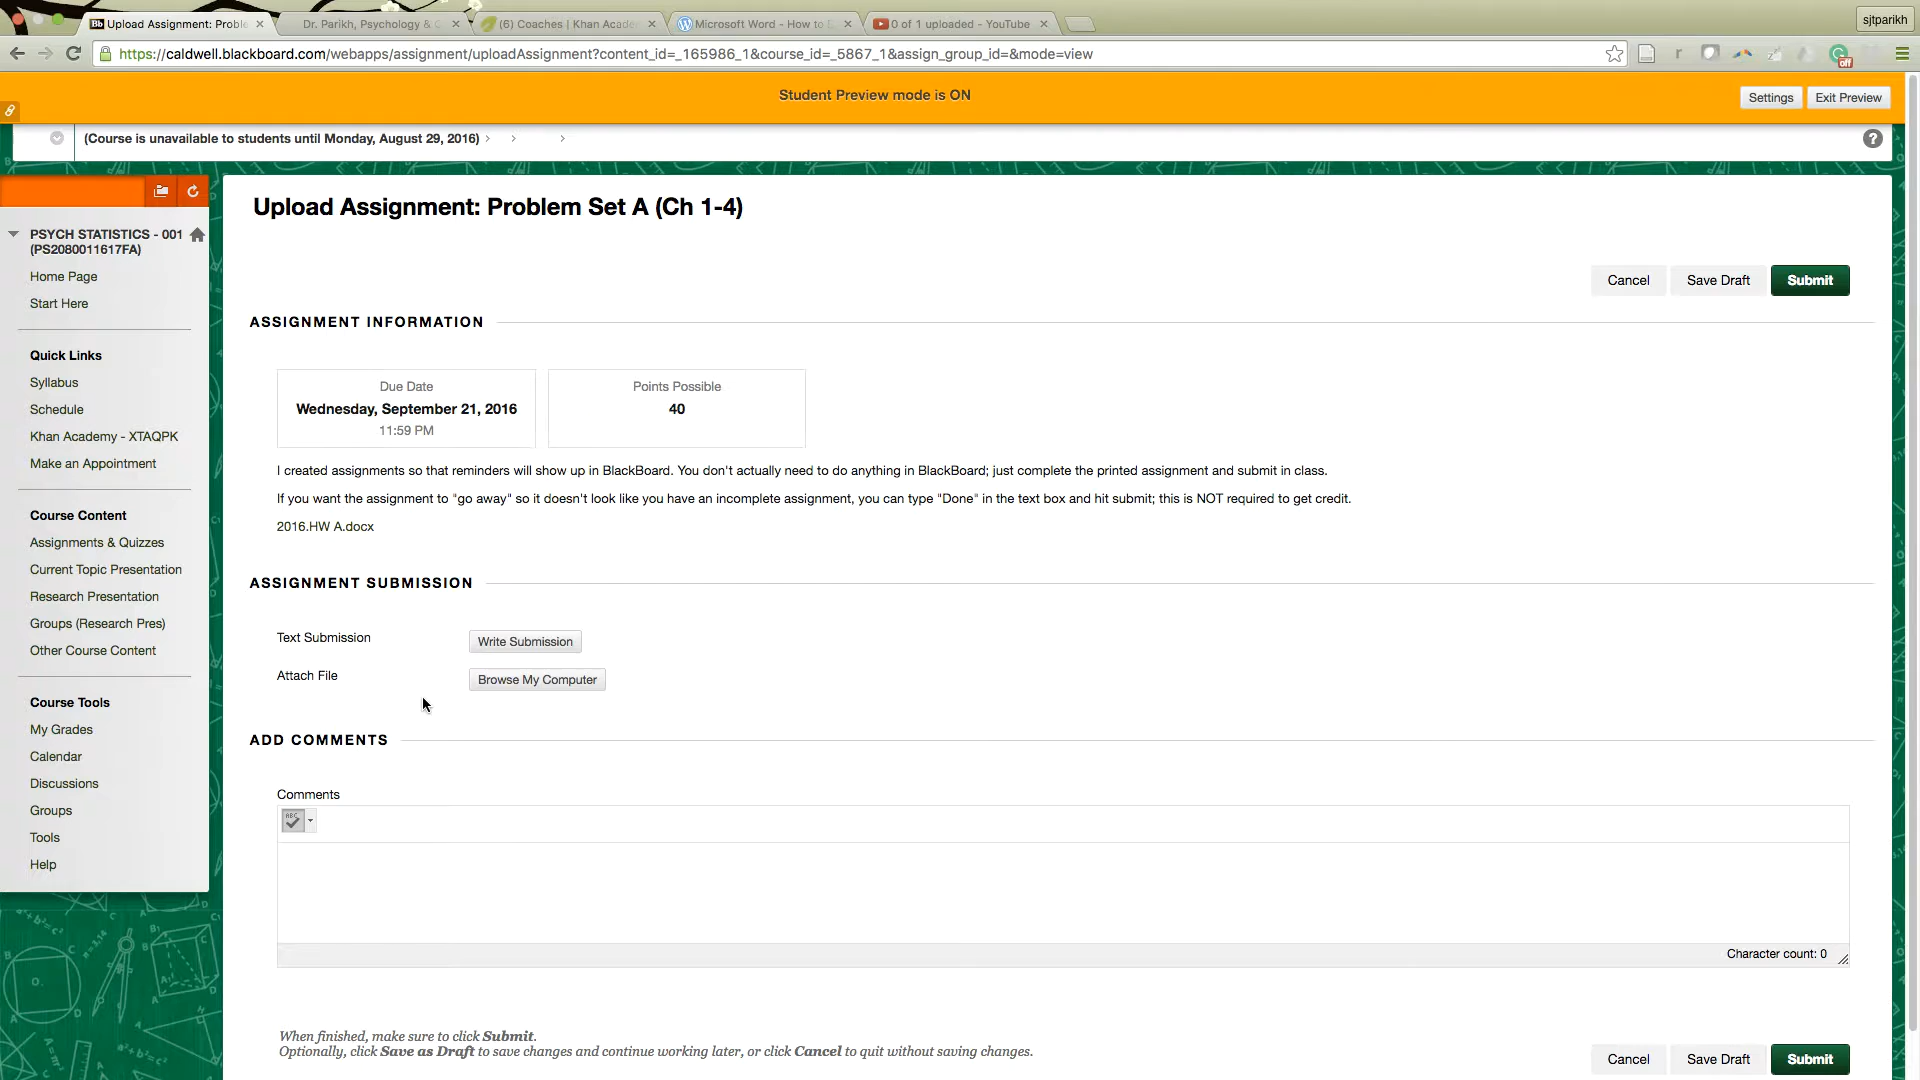 Bb Upload Assignment: Proble
Dr. Parikh, Psychology & C
(6) Coaches | Khan Acade
Microsoft Word - How to
0 of 1 uploaded - YouTube
sjtparikh
https://caldwell.blackboard.com/webapps/assignment/uploadAssignment?content_id=_165986_1&course_id=_5867_1&assign_group_id=&mode=view
off
Student Preview mode is ON
Settings
Exit Preview
(Course is unavailable to students until Monday, August 29, 2016)
?
PSYCH STATISTICS - 001
(PS2080011617FA)
Home Page
Start Here
Quick Links
Syllabus
Schedule
Khan Academy - XTAQPK
Make an Appointment
Course Content
Assignments & Quizzes
Current Topic Presentation
Research Presentation
Groups (Research Pres)
Other Course Content
Course Tools
My Grades
Calendar
Discussions
Groups
Tools
Help
Upload Assignment: Problem Set A (Ch 1-4)
Cancel
Save Draft
Submit
ASSIGNMENT INFORMATION
Due Date
Wednesday, September 21, 2016
11:59 PM
Points Possible
40
I created assignments so that reminders will show up in BlackBoard. You don't actually need to do anything in BlackBoard; just complete the printed assignment and submit in class.
If you want the assignment to "go away" so it doesn't look like you have an incomplete assignment, you can type "Done" in the text box and hit submit; this is NOT required to get credit.
2016.HW A.docx
ASSIGNMENT SUBMISSION
Text Submission
Write Submission
Attach File
Browse My Computer
ADD COMMENTS
Comments
ABC
Character count: 0
When finished, make sure to click Submit.
Optionally, click Save as Draft to save changes and continue working later, or click Cancel to quit without saving changes.
Cancel
Save Draft
Submit